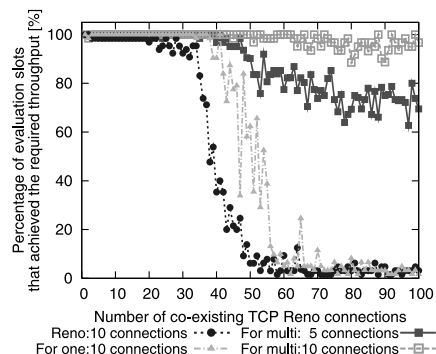 Percentage of evaluation slots
that achieved the required throughput [%]
100
80
60
40
20
0
0 10 20 30 40 50 60 70 80 90 100
Number of co-existing TCP Reno connections
Reno:10 connections For multi: 5 connections
For one:10 connections For multi:10 connections